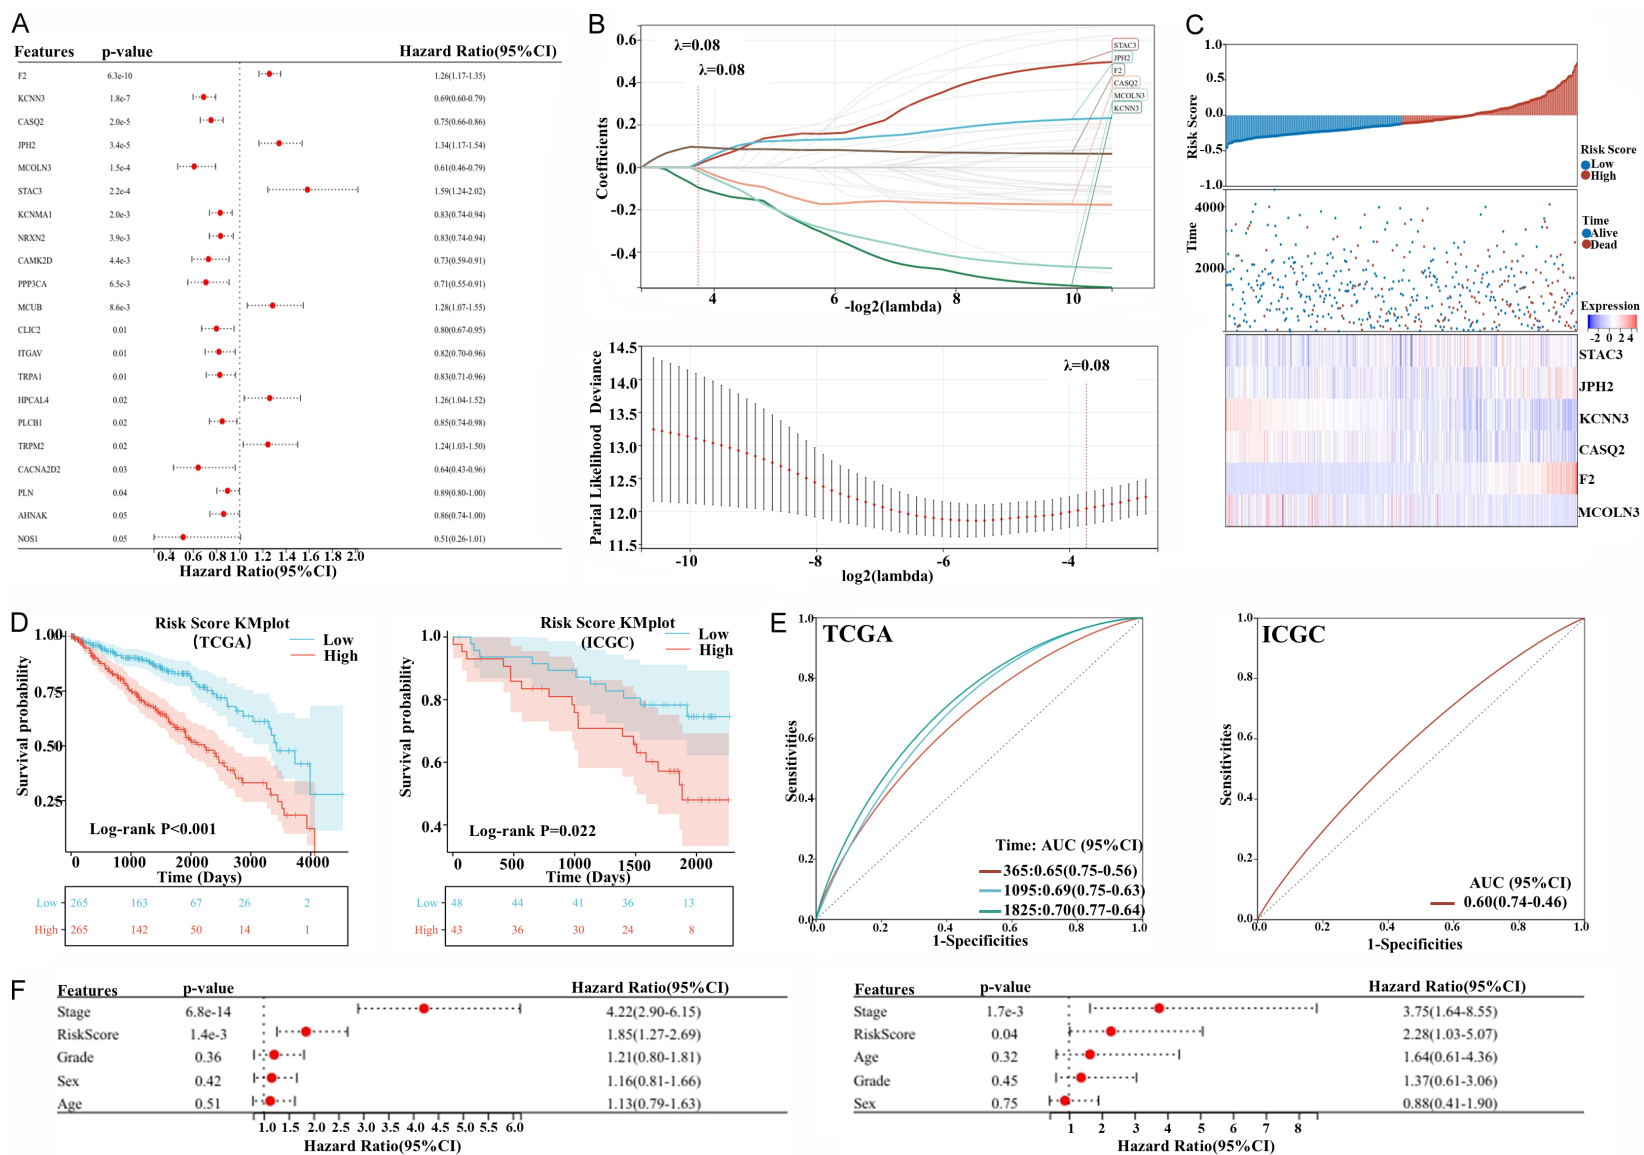 A
Features p-value Hazard Ratio(95%CI)
F2 6.3e-10 1.26(1.17-1.35)
KCNN3 1.8e-7 0.69(0.60-0.79)
CASQ2 2.0e-5 0.75(0.66-0.86)
JPH2 3.4e-5 1.34(1.17-1.54)
MCOLN3 1.5e-4 0.61(0.46-0.79)
STAC3 2.2e-4 1.59(1.24-2.02)
KCNMA1 2.0e-3 0.83(0.74-0.94)
NRXN2 3.9e-3 0.83(0.74-0.94)
CAMK2D 4.4e-3 0.73(0.59-0.91)
PPP3CA 6.5e-3 0.71(0.55-0.91)
MCUB 8.6e-3 1.28(1.07-1.55)
CLIC2 0.01 0.80(0.67-0.95)
ITGAV 0.01 0.82(0.70-0.96)
TRPA1 0.01 0.83(0.71-0.96)
HPCAL4 0.02 1.26(1.04-1.52)
PLCB1 0.02 0.85(0.74-0.98)
TRPM2 0.02 1.24(1.03-1.50)
CACNA2D2 0.03 0.64(0.43-0.96)
PLN 0.04 0.89(0.80-1.00)
AHNAK 0.05 0.86(0.74-1.00)
NOS1 0.05 0.51(0.26-1.01)
0.4 0.6 0.8 1.0 1.2 1.4 1.6 1.8 2.0
Hazard Ratio(95%CI)
B
λ=0.08
λ=0.08
STAC3
JPH2
F2
CASQ2
MCOLN3
KCNN3
0.6
0.4
0.2
0.0
-0.2
-0.4
Coefficients
4 6 8 10
-log2(lambda)
14.5
14.0
13.5
13.0
12.5
12.0
11.5
Parial Likelihood Deviance
λ=0.08
-10 -8 -6 -4
log2(lambda)
C
1.0
0.5
0.0
-0.5
-1.0
Risk Score
Risk Score
Low
High
4000
2000
Time
Time
Alive
Dead
Expression
-2 0 2 4
STAC3
JPH2
KCNN3
CASQ2
F2
MCOLN3
D
Risk Score KMplot
(TCGA)
Low
High
1.00
0.75
0.50
0.25
Survival probability
Log-rank P<0.001
0 1000 2000 3000 4000
Time (Days)
Low 265 163 67 26 2
High 265 142 50 14 1
Risk Score KMplot
(ICGC)
Low
High
1.0
0.8
0.6
0.4
Survival probability
Log-rank P=0.022
0 500 1000 1500 2000
Time (Days)
Low 48 44 41 36 13
High 43 36 30 24 8
E
TCGA
1.0
0.8
0.6
0.4
0.2
0.0
Sensitivities
Time: AUC (95%CI)
365:0.65(0.75-0.56)
1095:0.69(0.75-0.63)
1825:0.70(0.77-0.64)
0.0 0.2 0.4 0.6 0.8 1.0
1-Specificities
ICGC
1.0
0.8
0.6
0.4
0.2
0.0
Sensitivities
AUC (95%CI)
0.60(0.74-0.46)
0.0 0.2 0.4 0.6 0.8 1.0
1-Specificities
F
Features p-value Hazard Ratio(95%CI)
Stage 6.8e-14 4.22(2.90-6.15)
RiskScore 1.4e-3 1.85(1.27-2.69)
Grade 0.36 1.21(0.80-1.81)
Sex 0.42 1.16(0.81-1.66)
Age 0.51 1.13(0.79-1.63)
1.0 1.5 2.0 2.5 3.0 3.5 4.0 4.5 5.0 5.5 6.0
Hazard Ratio(95%CI)
Features p-value Hazard Ratio(95%CI)
Stage 1.7e-3 3.75(1.64-8.55)
RiskScore 0.04 2.28(1.03-5.07)
Age 0.32 1.64(0.61-4.36)
Grade 0.45 1.37(0.61-3.06)
Sex 0.75 0.88(0.41-1.90)
1 2 3 4 5 6 7 8
Hazard Ratio(95%CI)